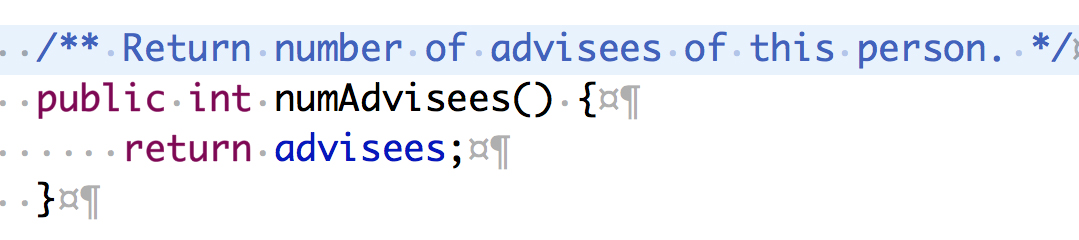 /** Return number of advisees of this person. */
public int numAdvisees() {¤¶
return advisees;¤¶
}¤¶